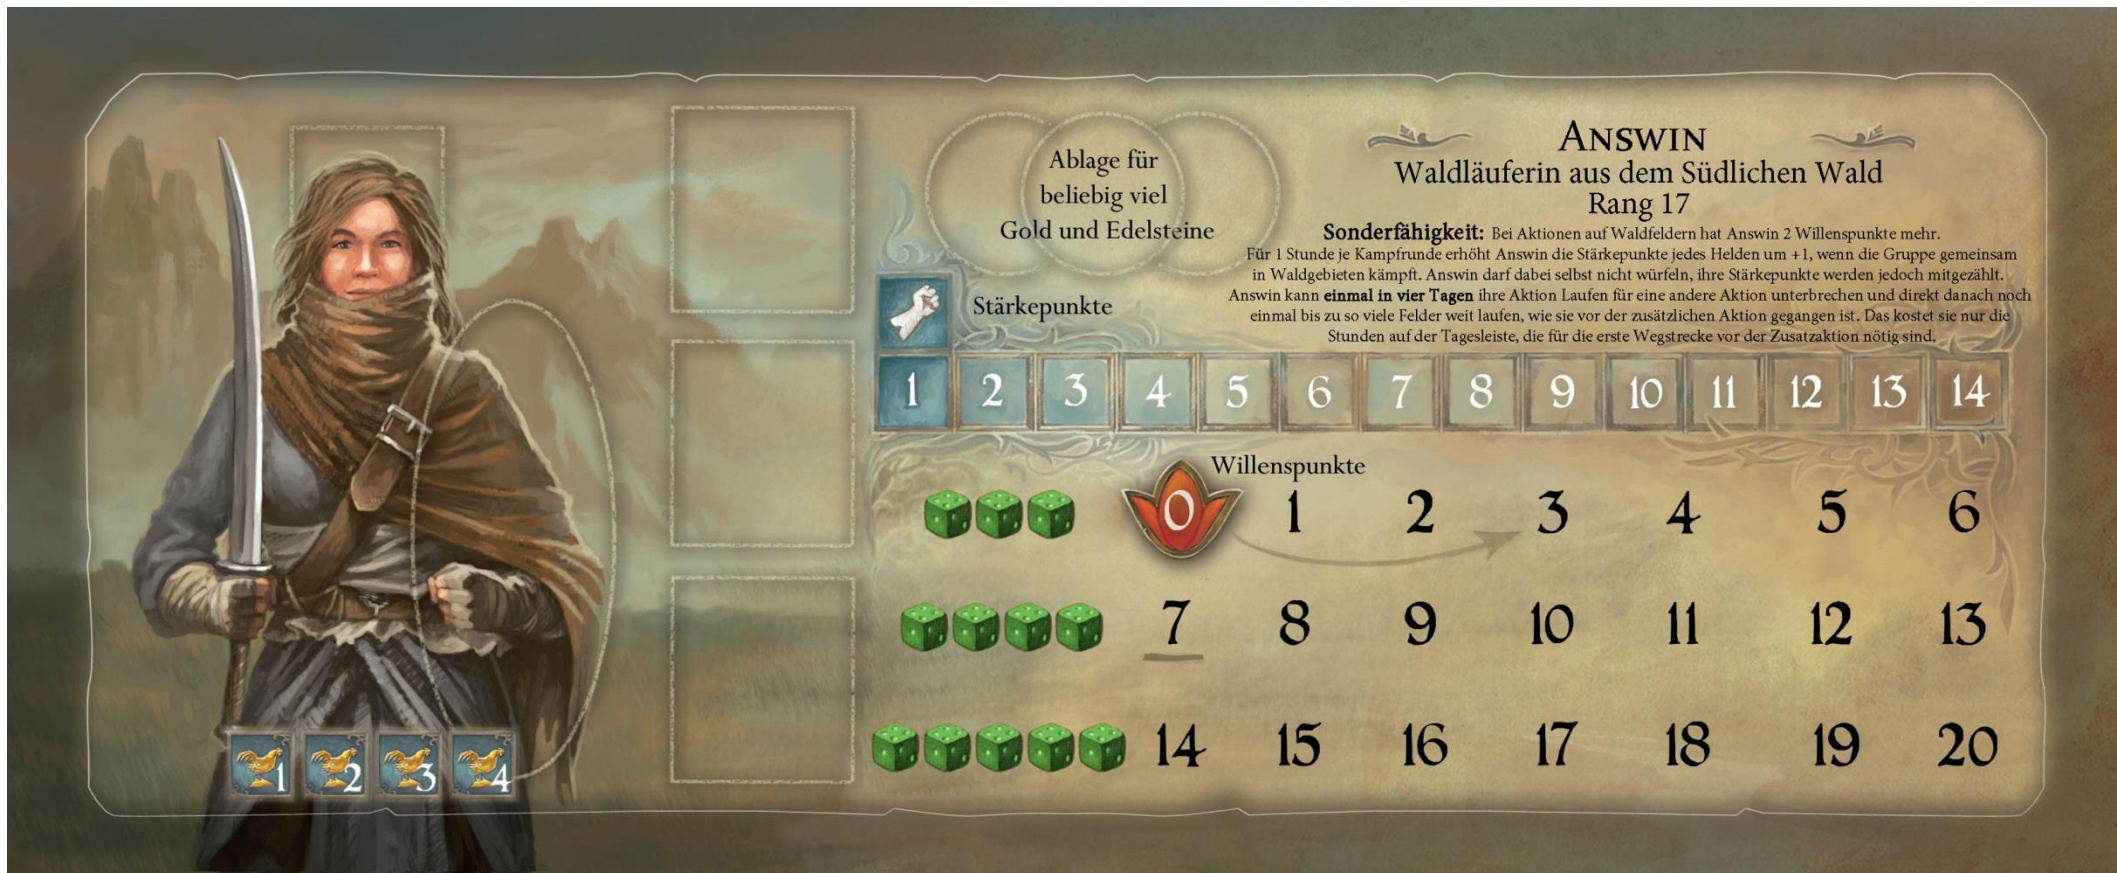 Ablage für
beliebig viel
Gold und Edelsteine
Answin
Waldläuferin aus dem Südlichen Wald
Rang 17
Sonderfähigkeit: Bei Aktionen auf Waldfeldern hat Answin 2 Willenspunkte mehr.
Für 1 Stunde je Kampfrunde erhöht Answin die Stärkepunkte jedes Helden um +1, wenn die Gruppe gemeinsam
in Waldgebieten kämpft. Answin darf dabei selbst nicht würfeln, ihre Stärkepunkte werden jedoch mitgezählt.
Answin kann einmal in vier Tagen ihre Aktion Laufen für eine andere Aktion unterbrechen und direkt danach noch
einmal bis zu so viele Felder weit laufen, wie sie vor der zusätzlichen Aktion gegangen ist. Das kostet sie nur die
Stunden auf der Tagesleiste, die für die erste Wegstrecke vor der Zusatzaktion nötig sind.
Stärkepunkte
1 2 3 4 5 6 7 8 9 10 11 12 13 14
Willenspunkte
0 1 2 3 4 5 6
7 8 9 10 11 12 13
14 15 16 17 18 19 20
1 2 3 4